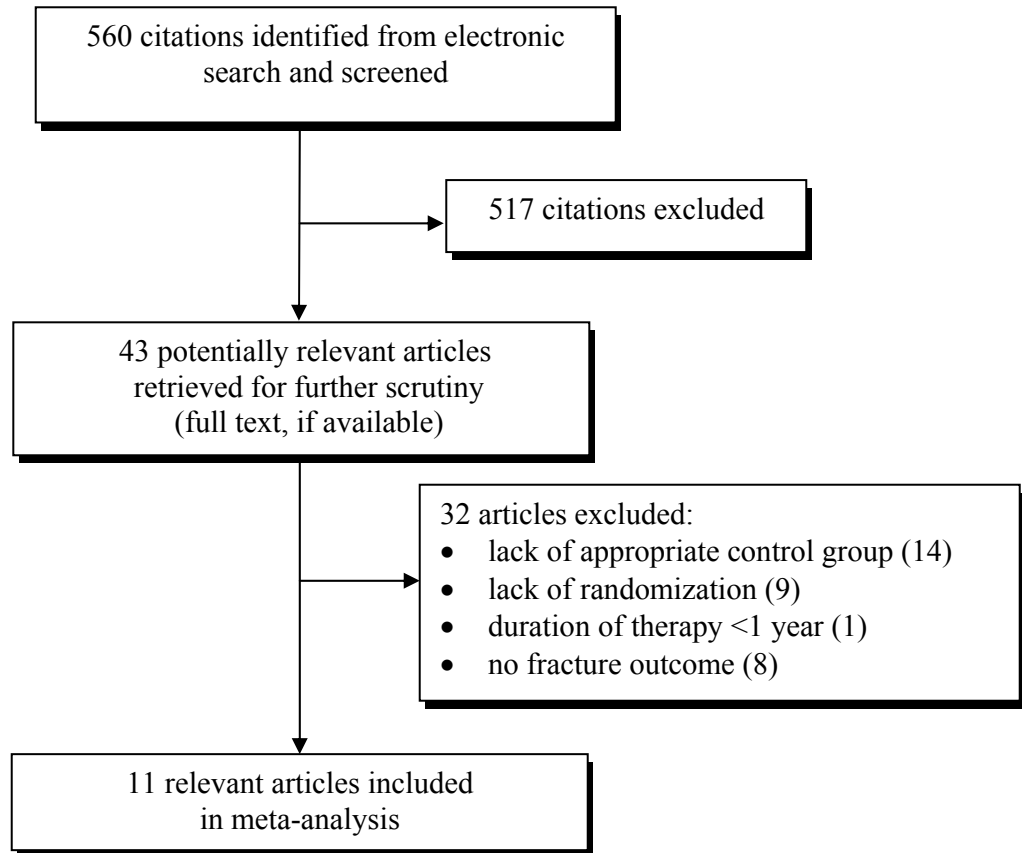 560 citations identified from electronic
search and screened
517 citations excluded
43 potentially relevant articles
retrieved for further scrutiny
(full text, if available)
32 articles excluded:
• lack of appropriate control group (14)
• lack of randomization (9)
• duration of therapy <1 year (1)
• no fracture outcome (8)
11 relevant articles included
in meta-analysis